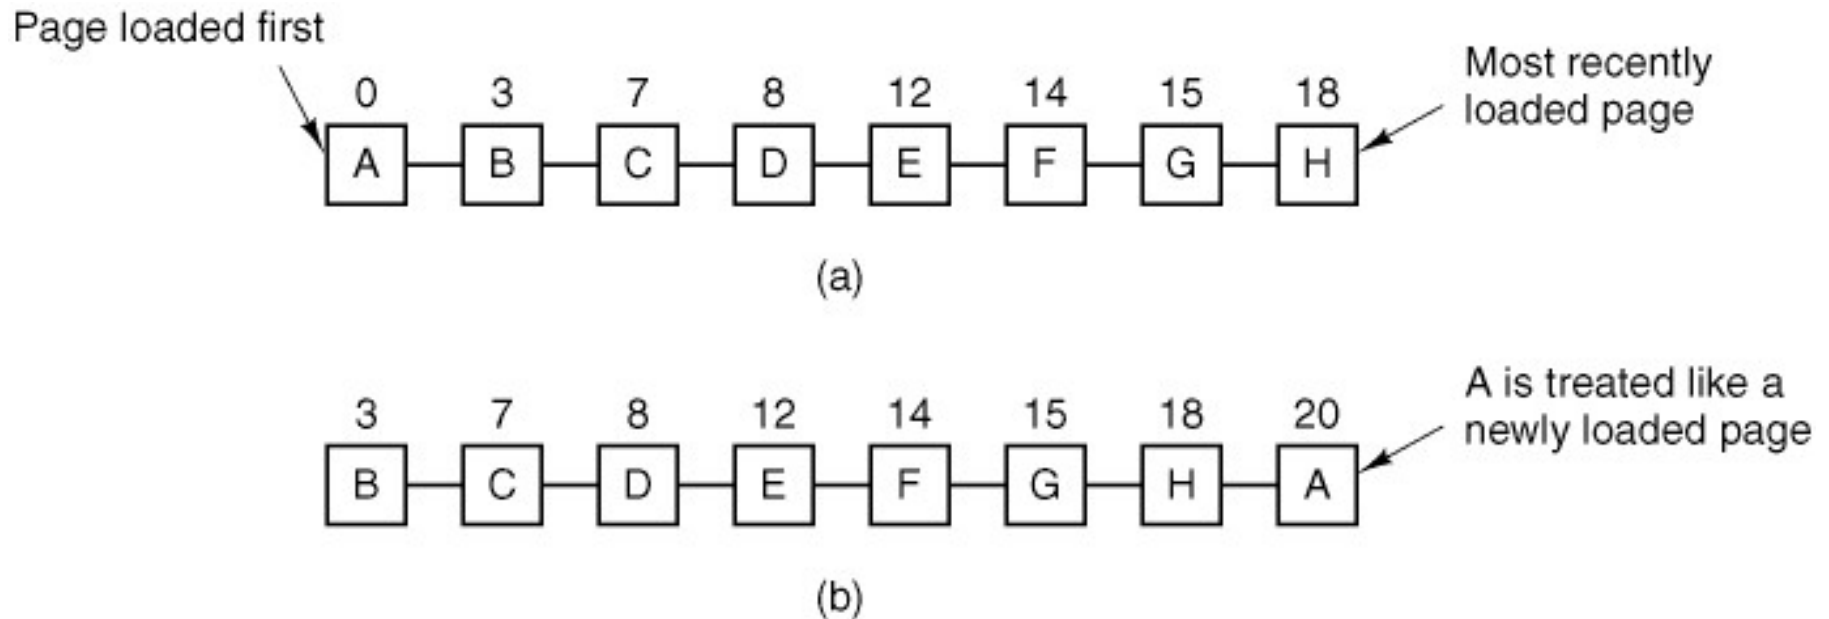 Page loaded first
Most recently
loaded page
0 3 7 8 12 14 15 18
A B C D E F G H
(a)
A is treated like a
newly loaded page
3 7 8 12 14 15 18 20
B C D E F G H A
(b)